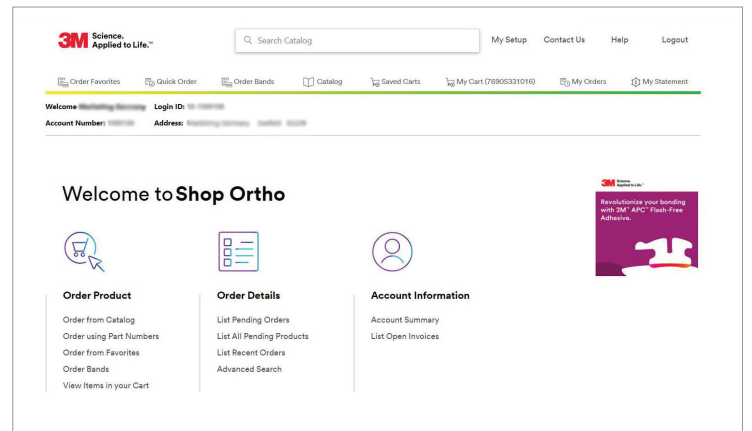 3M Science.
Applied to Life.™
Search Catalog
My Setup Contact Us Help Logout
Order Favorites Quick Order Order Bands Catalog Saved Carts My Cart (76905331016) My Orders My Statement
Welcome Login ID:
Account Number: Address:
Welcome to Shop Ortho
3M Science.
Applied to Life.™
Revolutionize your bonding
with 3M™ APC™ Flash-Free
Adhesive.
Order Product
Order from Catalog
Order using Part Numbers
Order from Favorites
Order Bands
View Items in your Cart
Order Details
List Pending Orders
List All Pending Products
List Recent Orders
Advanced Search
Account Information
Account Summary
List Open Invoices